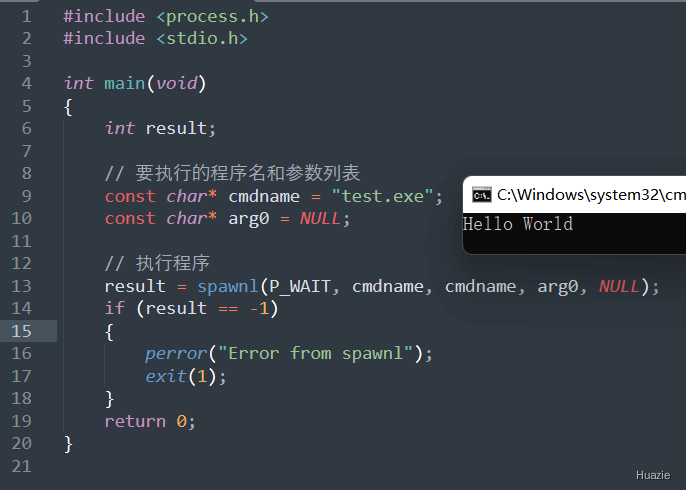 1 #include <process.h>
2 #include <stdio.h>
3
4 int main(void)
5 {
6     int result;
7
8     // 要执行的程序名和参数列表
9     const char* cmdname = "test.exe";
10     const char* arg0 = NULL;
11
12     // 执行程序
13     result = spawnl(P_WAIT, cmdname, cmdname, arg0, NULL);
14     if (result == -1)
15     {
16         perror("Error from spawnl");
17         exit(1);
18     }
19     return 0;
20 }
21
C:\Windows\system32\cm
Hello World
Huazie